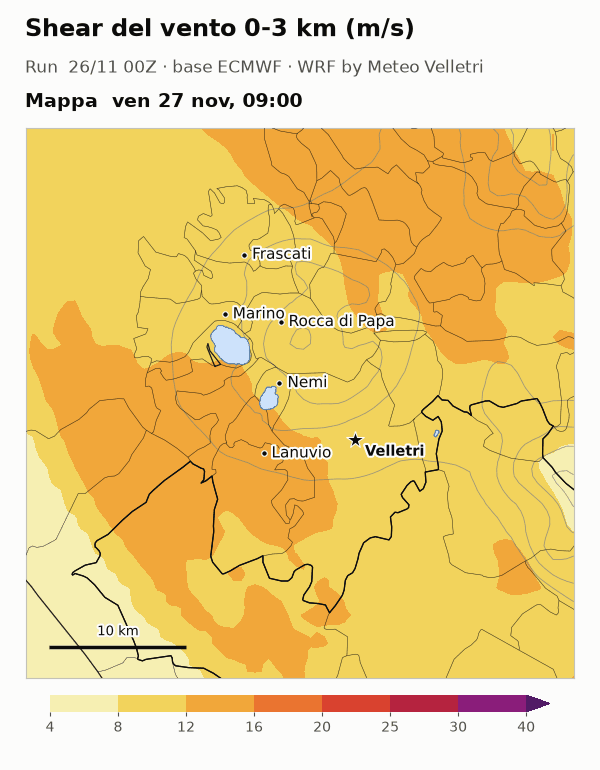 Shear del vento 0-3 km (m/s)
Run  26/11 00Z · base ECMWF · WRF by Meteo Velletri
Mappa  ven 27 nov, 09:00
Frascati
Marino
Rocca di Papa
Nemi
Velletri
Lanuvio
10 km
4 8 12 16 20 25 30 40